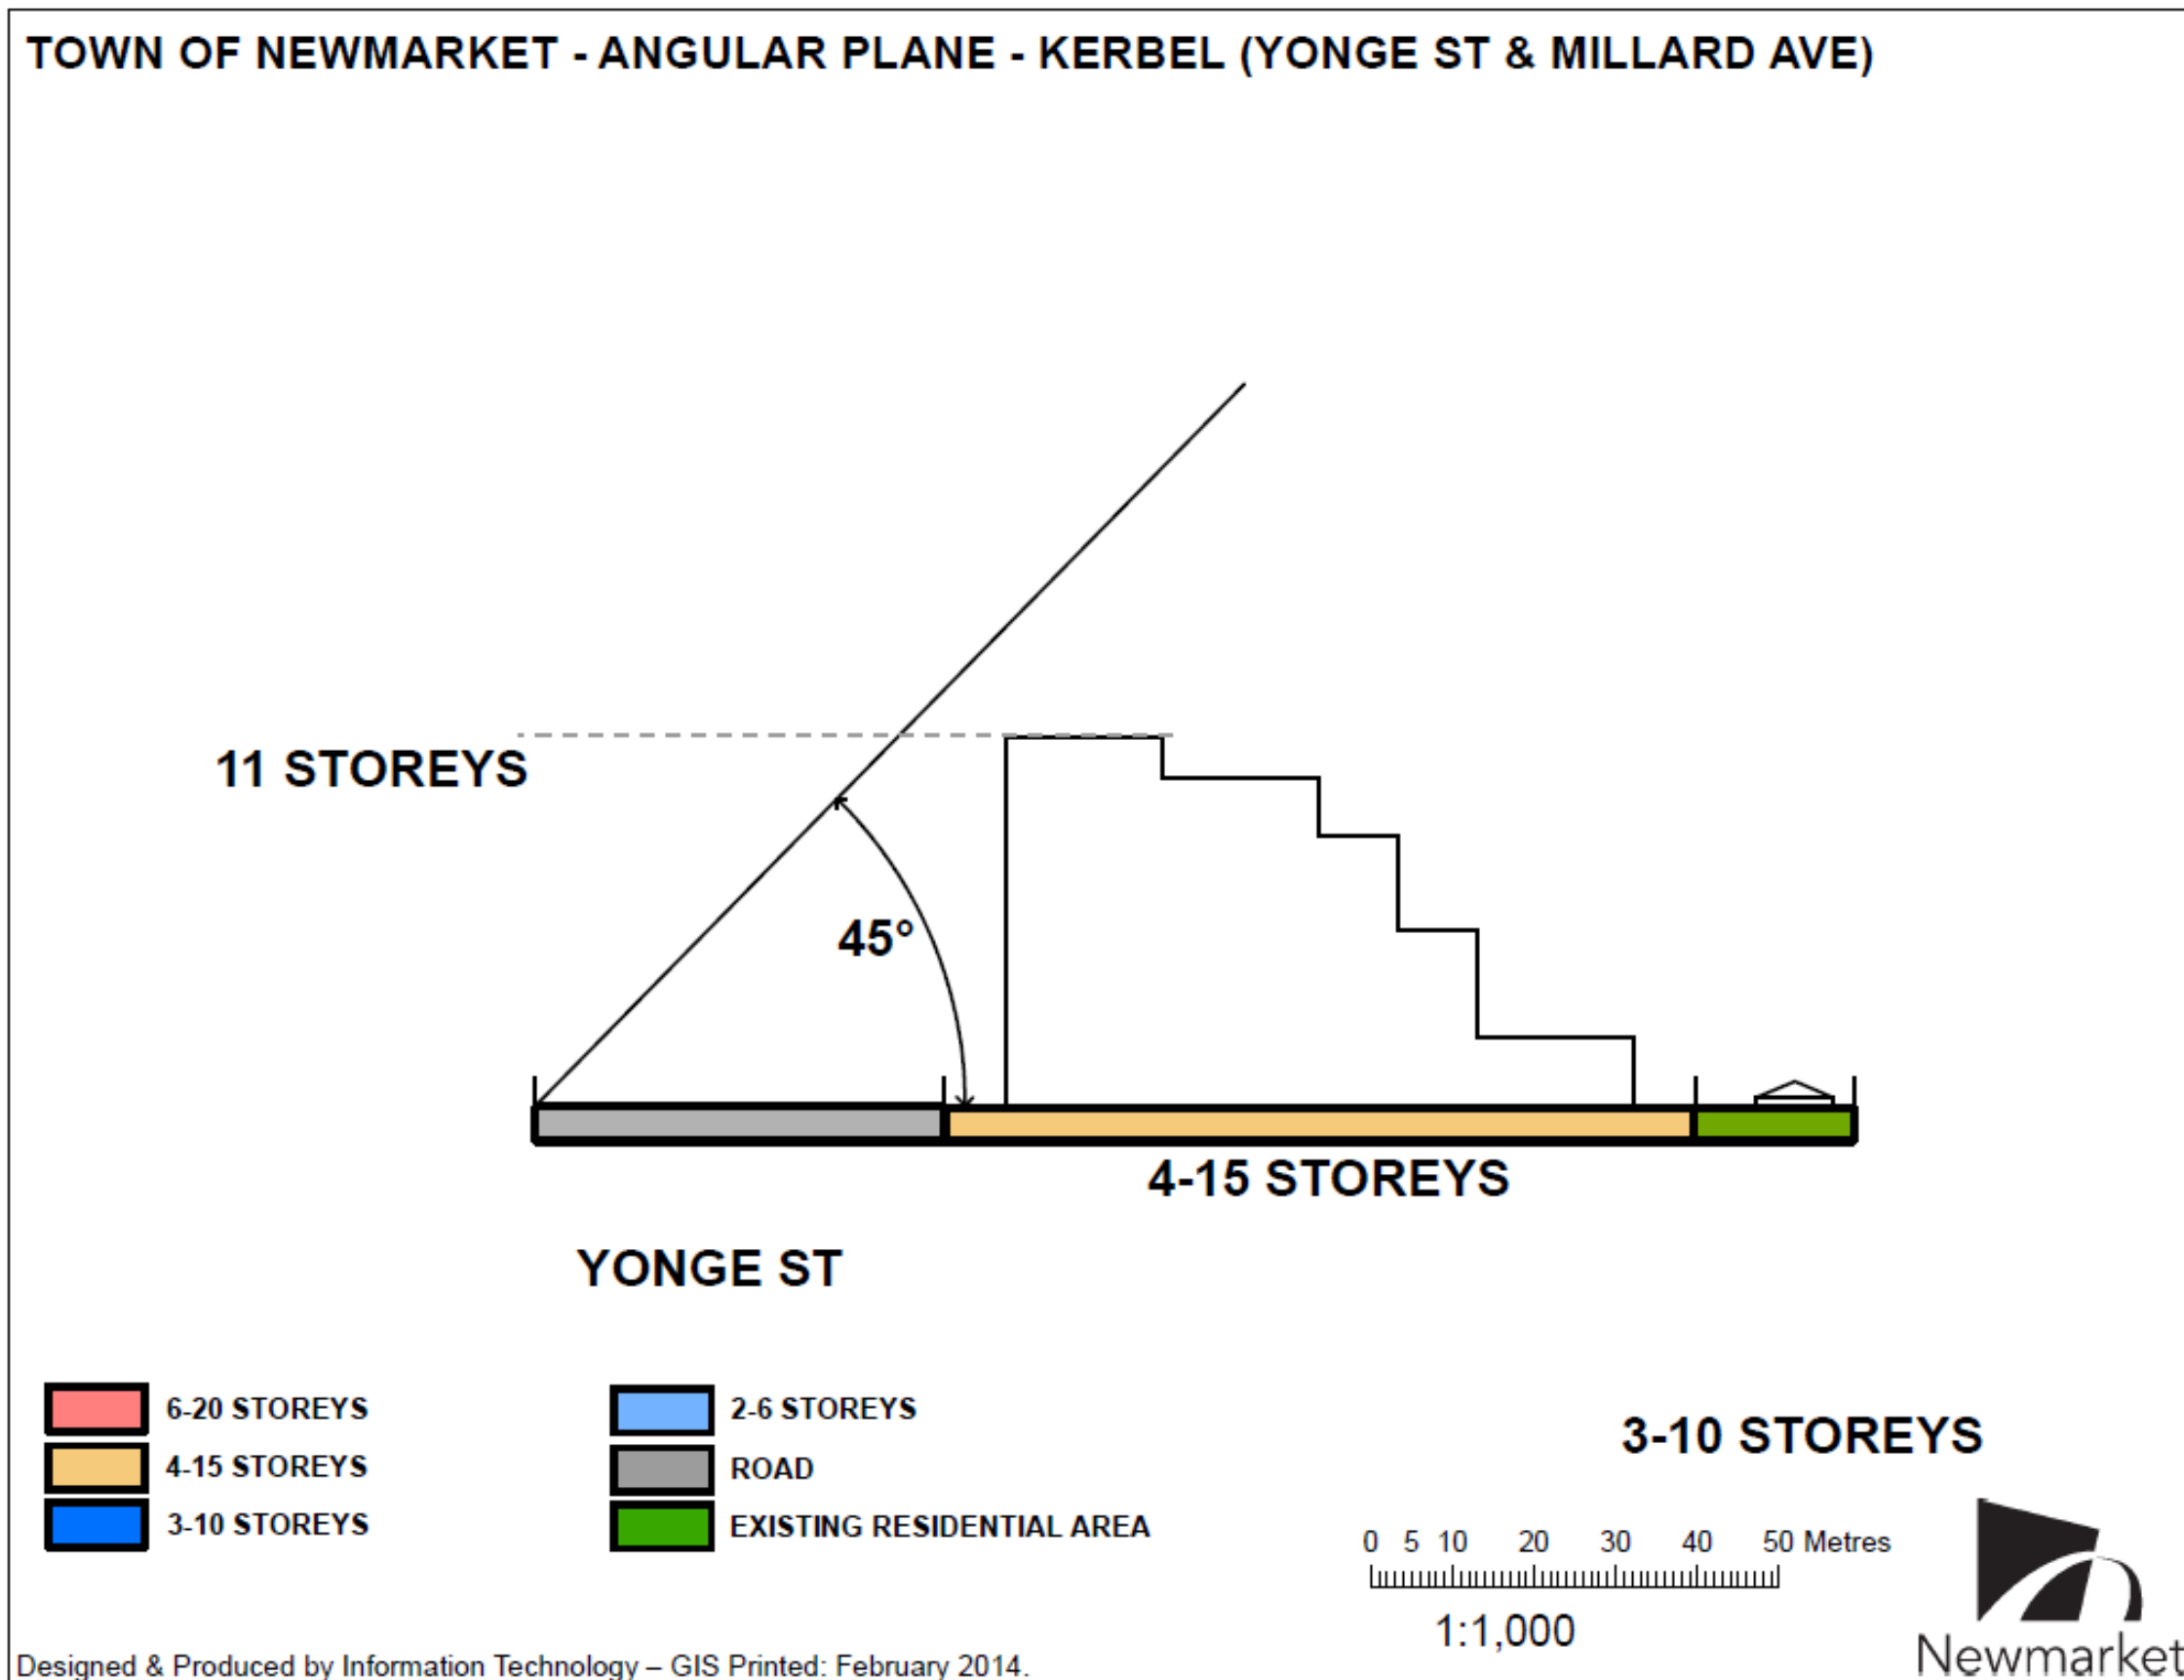 TOWN OF NEWMARKET - ANGULAR PLANE - KERBEL (YONGE ST & MILLARD AVE)
11 STOREYS
45°
4-15 STOREYS
YONGE ST
6-20 STOREYS
4-15 STOREYS
3-10 STOREYS
2-6 STOREYS
ROAD
EXISTING RESIDENTIAL AREA
3-10 STOREYS
0 5 10 20 30 40 50 Metres
1:1,000
Newmarket
Designed & Produced by Information Technology – GIS Printed: February 2014.